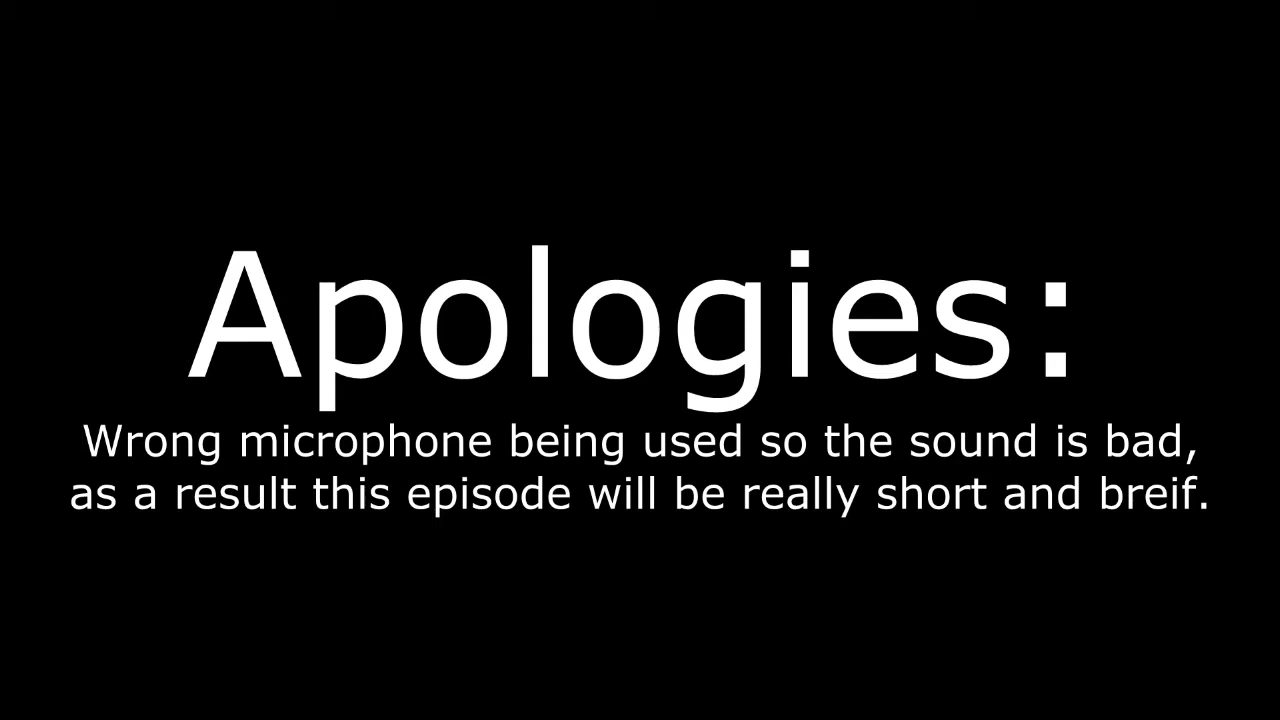 Apologies:
Wrong microphone being used so the sound is bad,
as a result this episode will be really short and breif.